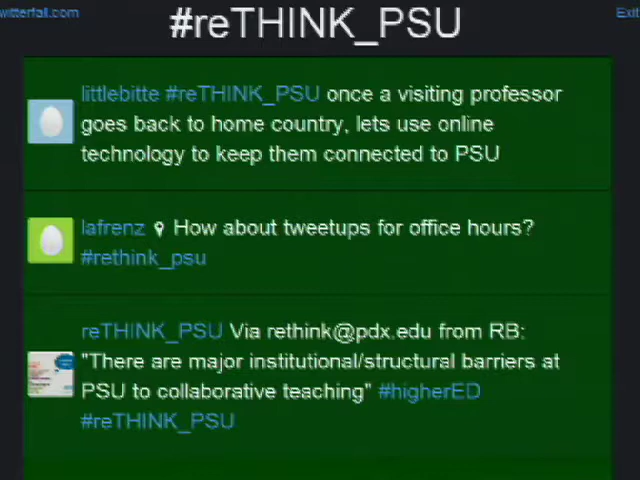 witterfall.com
#reTHINK_PSU
Exit
littlebitte #reTHINK_PSU once a visiting professor
goes back to home country, lets use online
technology to keep them connected to PSU
lafrenz How about tweetups for office hours?
#rethink_psu
reTHINK_PSU Via rethink@pdx.edu from RB:
"There are major institutional/structural barriers at
PSU to collaborative teaching" #higherED
#reTHINK_PSU